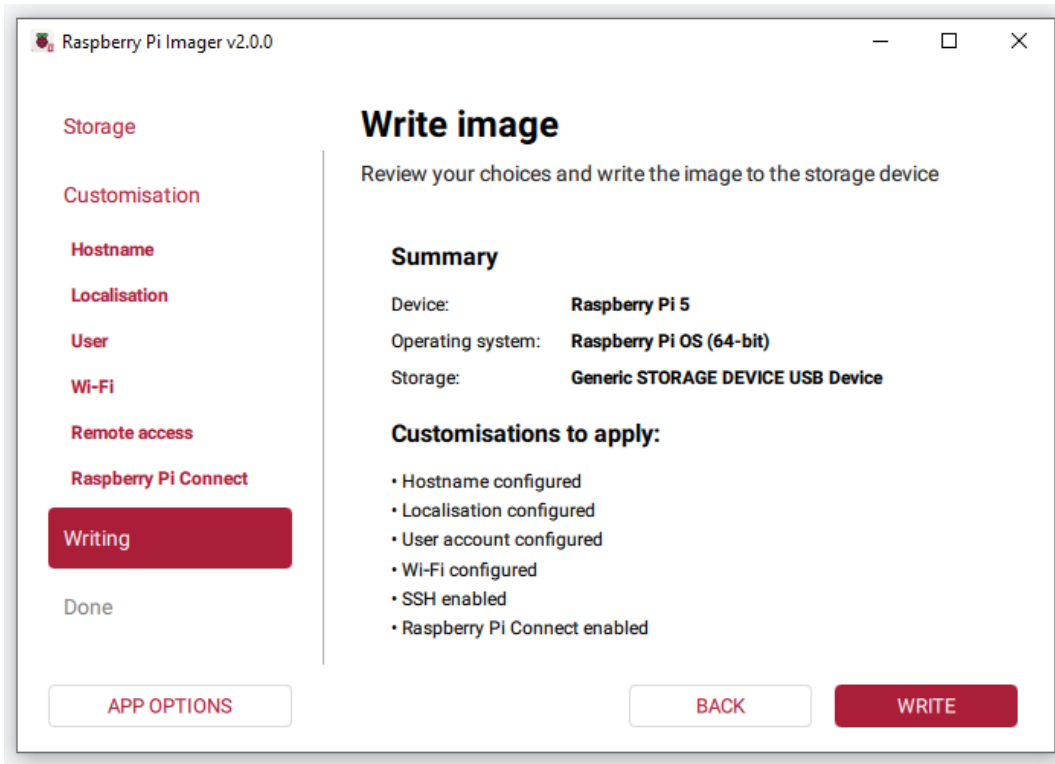 Raspberry Pi Imager v2.0.0
Storage
Customisation
Hostname
Localisation
User
Wi-Fi
Remote access
Raspberry Pi Connect
Writing
Done
APP OPTIONS
Write image
Review your choices and write the image to the storage device
Summary
Device: Raspberry Pi 5
Operating system: Raspberry Pi OS (64-bit)
Storage: Generic STORAGE DEVICE USB Device
Customisations to apply:
• Hostname configured
• Localisation configured
• User account configured
• Wi-Fi configured
• SSH enabled
• Raspberry Pi Connect enabled
BACK
WRITE